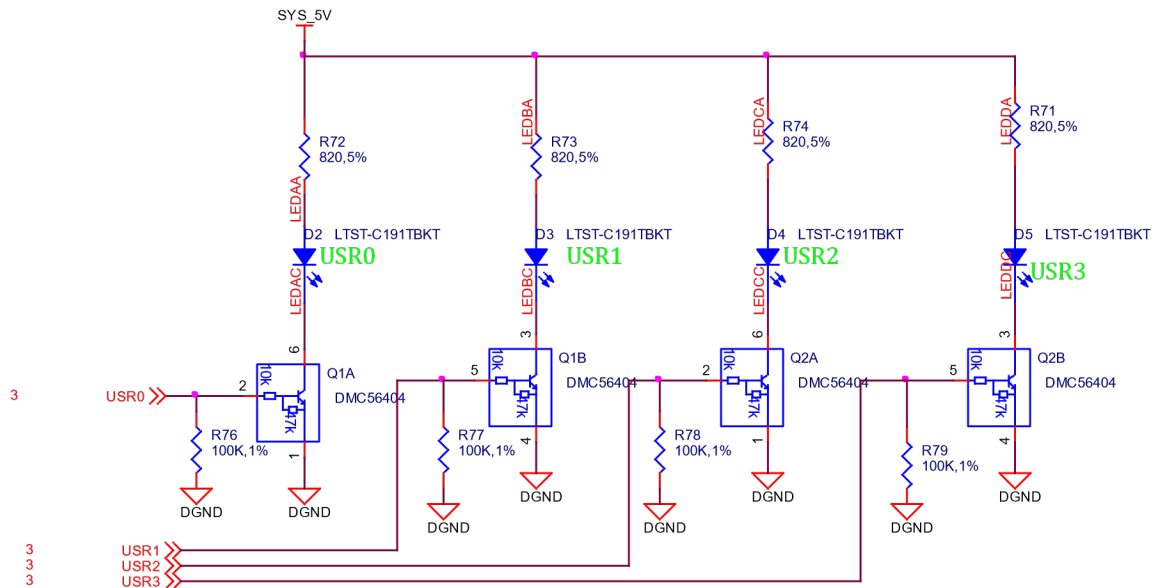 SYS_5V
LEDBA
LEDCA
LEDDA
R72
820,5%
R73
820,5%
R74
820,5%
R71
820,5%
LEDAA
D2 LTST-C191TBKT
USR0
D3 LTST-C191TBKT
USR1
D4 LTST-C191TBKT
USR2
D5 LTST-C191TBKT
USR3
LEDAC
LEDBC
LEDCC
LEDDC
6
3
6
3
10k
47k
Q1A
DMC56404
10k
47k
Q1B
DMC56404
10k
47k
Q2A
DMC56404
10k
47k
Q2B
DMC56404
3 USR0
2
5
2
5
R76
100K,1%
R77
100K,1%
R78
100K,1%
R79
100K,1%
1
4
1
4
DGND
DGND
DGND
DGND
DGND
DGND
DGND
DGND
3 USR1
3 USR2
3 USR3